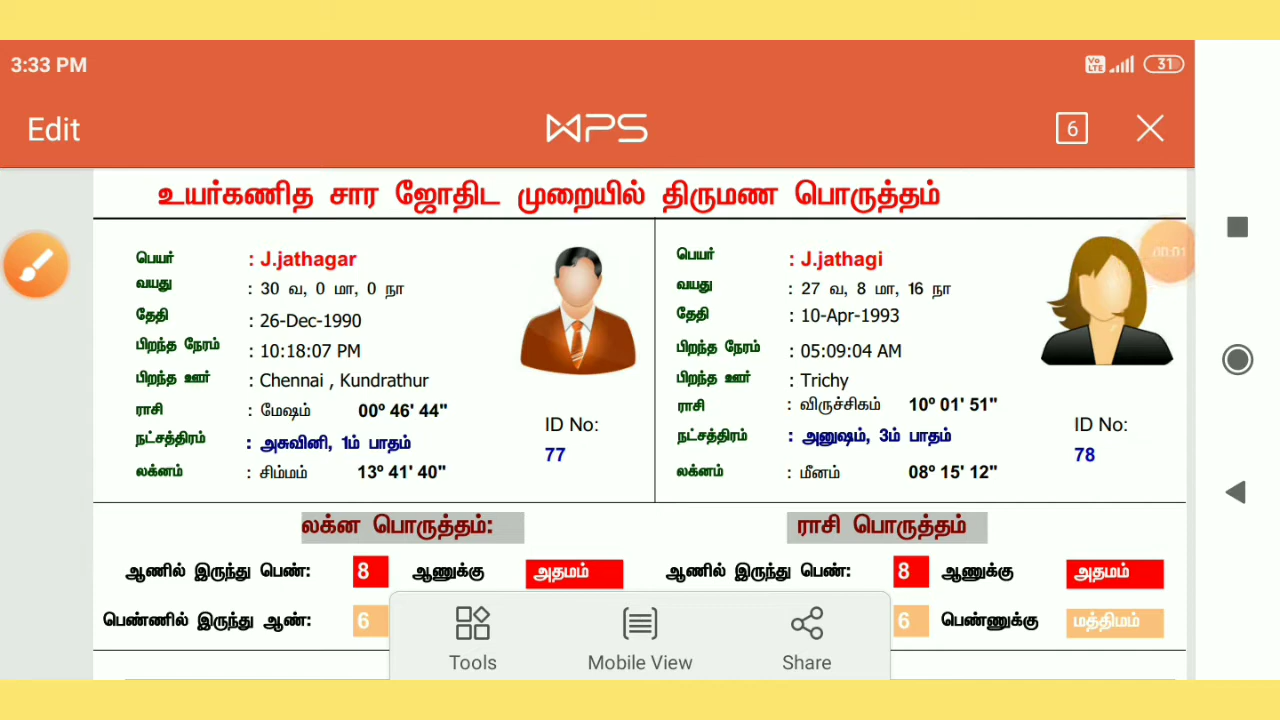 3:33 PM
Vo LTE
31
Edit
WPS
6
உயர்கணித சார ஜோதிட முறையில் திருமண பொருத்தம்
பெயர் : J.jathagar
வயது : 30 வ, 0 மா, 0 நா
தேதி : 26-Dec-1990
பிறந்த நேரம் : 10:18:07 PM
பிறந்த ஊர் : Chennai , Kundrathur
ராசி : மேஷம் 00º 46' 44"
நட்சத்திரம் : அசுவினி, 1ம் பாதம்
லக்னம் : சிம்மம் 13º 41' 40"
ID No:
77
பெயர் : J.jathagi
வயது : 27 வ, 8 மா, 16 நா
தேதி : 10-Apr-1993
பிறந்த நேரம் : 05:09:04 AM
பிறந்த ஊர் : Trichy
ராசி : விருச்சிகம் 10º 01' 51"
நட்சத்திரம் : அனுஷம், 3ம் பாதம்
லக்னம் : மீனம் 08º 15' 12"
ID No:
78
00:01
லக்ன பொருத்தம்:
ஆணில் இருந்து பெண்: 8 ஆணுக்கு அதமம்
பெண்ணில் இருந்து ஆண்: 6
ராசி பொருத்தம்
ஆணில் இருந்து பெண்: 8 ஆணுக்கு அதமம்
6 பெண்ணுக்கு மத்திமம்
Tools
Mobile View
Share